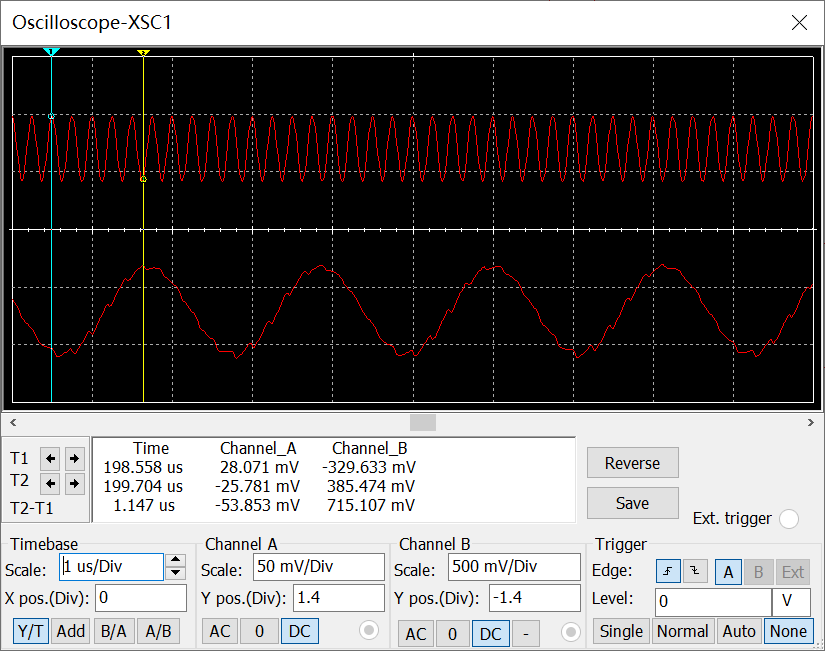 Oscilloscope-XSC1
1
2
Time Channel_A Channel_B
T1 198.558 us 28.071 mV -329.633 mV
T2 199.704 us -25.781 mV 385.474 mV
T2-T1 1.147 us -53.853 mV 715.107 mV
Reverse
Save
Ext. trigger
Timebase
Scale: 1 us/Div
X pos.(Div): 0
Y/T Add B/A A/B
Channel A
Scale: 50 mV/Div
Y pos.(Div): 1.4
AC 0 DC
Channel B
Scale: 500 mV/Div
Y pos.(Div): -1.4
AC 0 DC -
Trigger
Edge: A B Ext
Level: 0 V
Single Normal Auto None